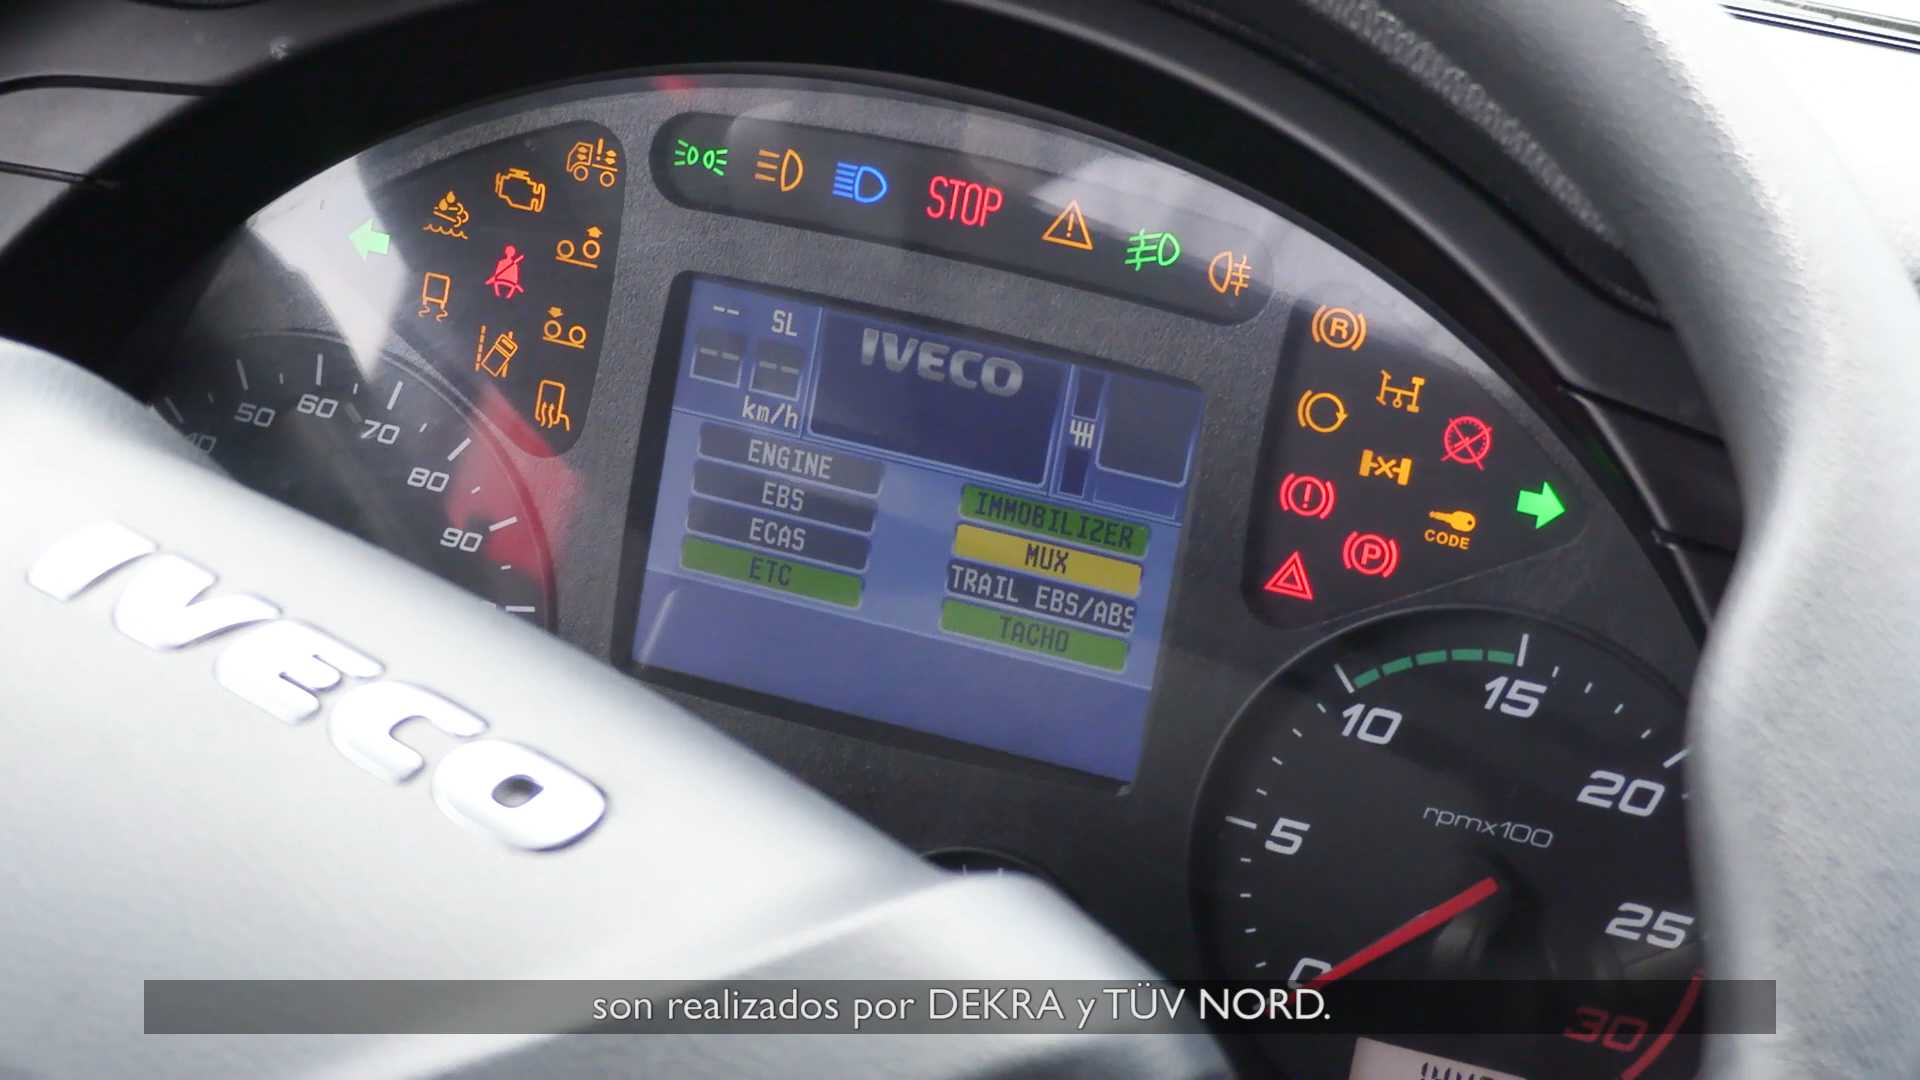 STOP
-- SL
-- --
km/h
IVECO
ENGINE
EBS
ECAS
ETC
IMMOBILIZER
MUX
TRAIL EBS/ABS
TACHO
R
P
CODE
40
50
60
70
80
90
IVECO
0
5
10
15
20
25
30
rpmx100
son realizados por DEKRA y TÜV NORD.